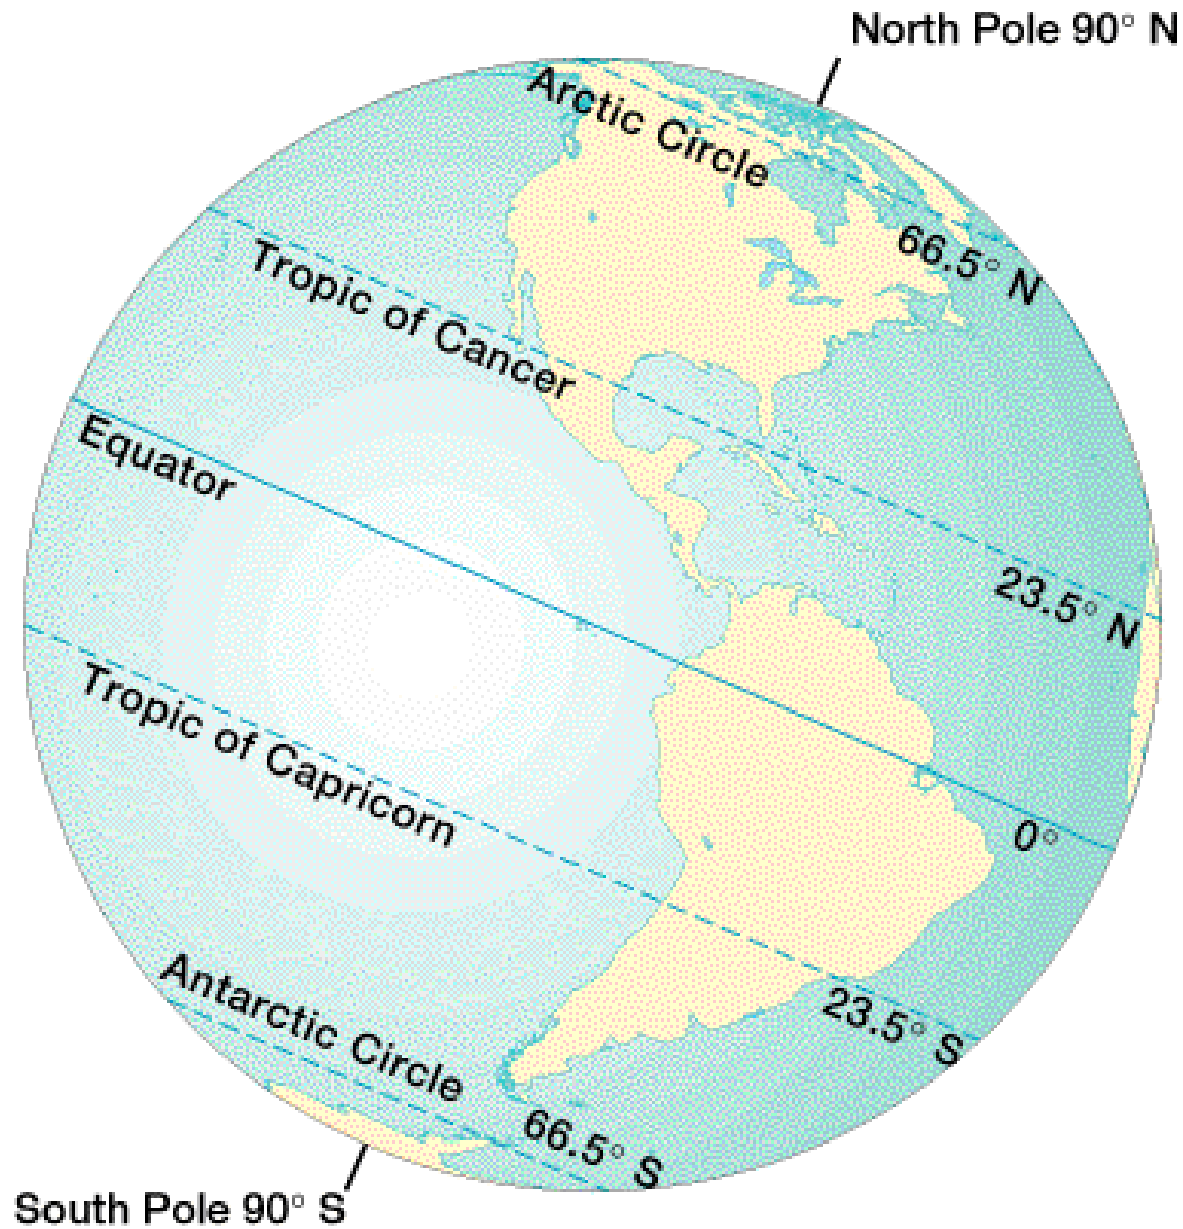 North Pole 90° N
Arctic Circle
66.5° N
Tropic of Cancer
23.5° N
Equator
0°
Tropic of Capricorn
23.5° S
Antarctic Circle
66.5° S
South Pole 90° S